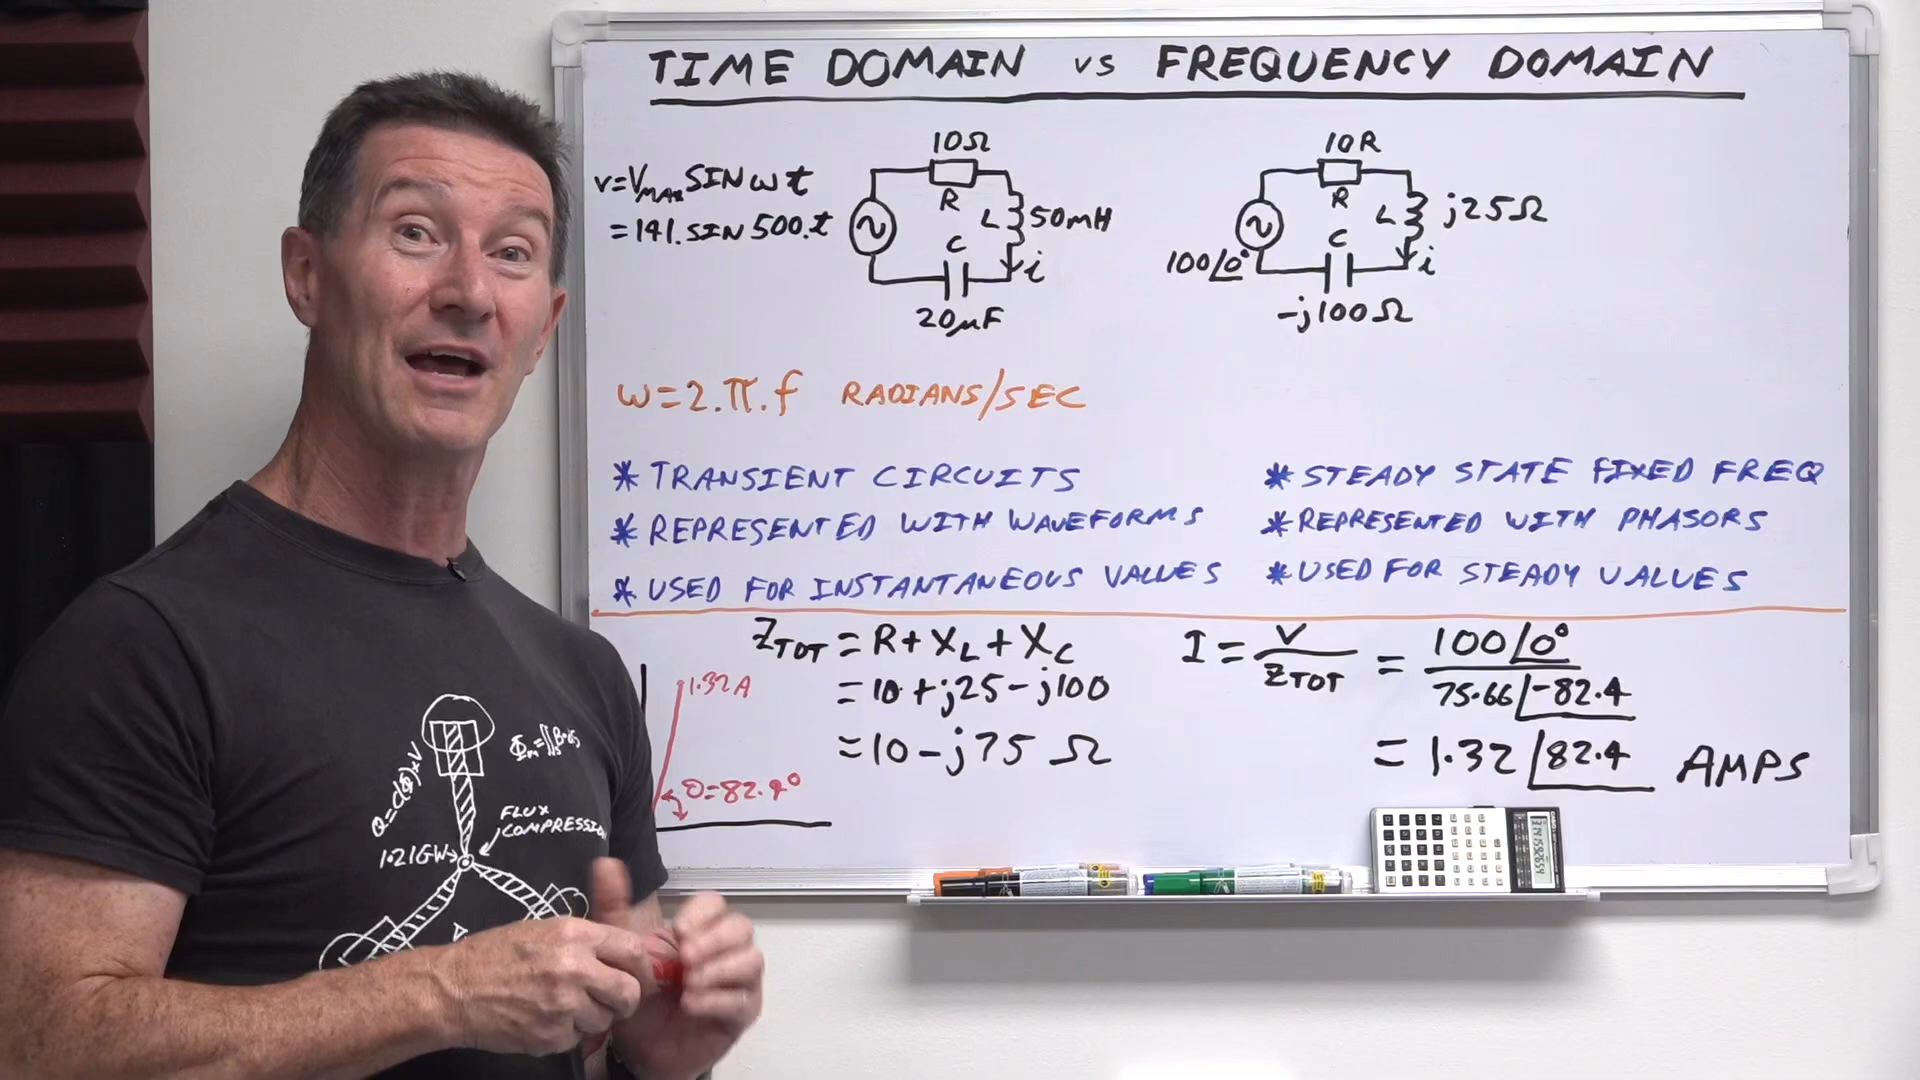 TIME DOMAIN vs FREQUENCY DOMAIN
10Ω
v=VMAX SIN ωt
=141.SIN 500.t
R
L
50mH
C
i
20µF
10R
R
L
j25Ω
C
i
100∠0°
-j100Ω
ω=2.π.f RADIANS/SEC
* TRANSIENT CIRCUITS
* REPRESENTED WITH WAVEFORMS
* USED FOR INSTANTANEOUS VALUES
* STEADY STATE FIXED FREQ
* REPRESENTED WITH PHASORS
* USED FOR STEADY VALUES
ZTOT = R+XL+XC
= 10+j25-j100
= 10-j75 Ω
1.32A
θ=82.4°
I = V/ZTOT = 100∠0°/75.66∠-82.4
= 1.32∠82.4 AMPS
FLUX
COMPRESSION
1.21GW